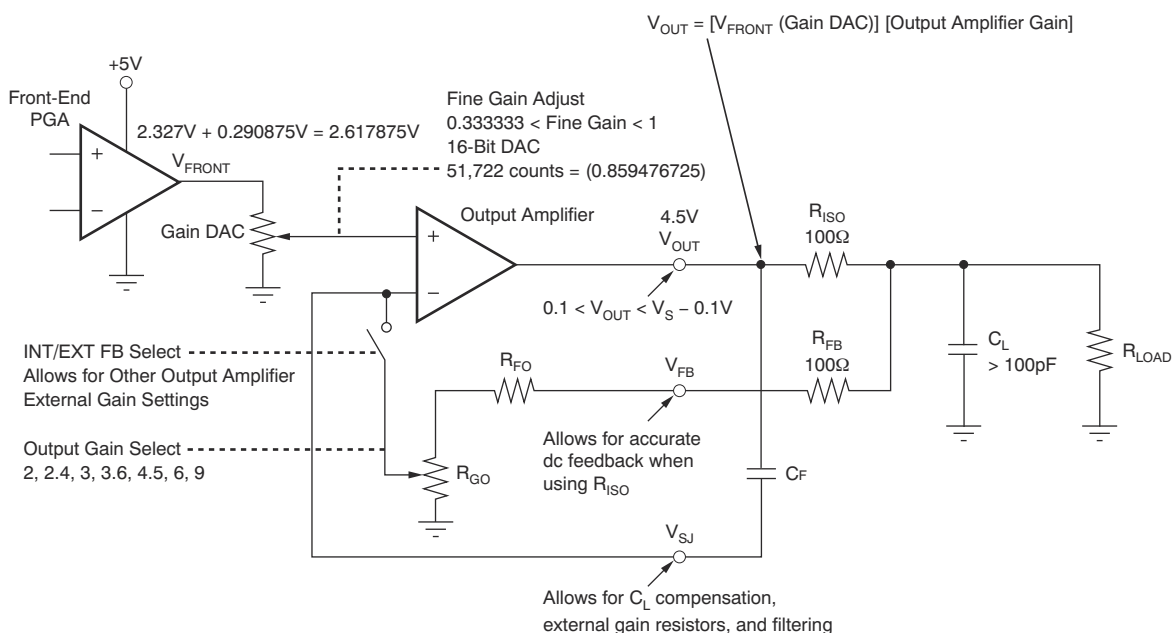 V_OUT = [V_FRONT (Gain DAC)] [Output Amplifier Gain]
+5V
Front-End
PGA
2.327V + 0.290875V = 2.617875V
V_FRONT
+
−
Gain DAC
Fine Gain Adjust
0.333333 < Fine Gain < 1
16-Bit DAC
51,722 counts = (0.859476725)
Output Amplifier
+
−
4.5V
V_OUT
0.1 < V_OUT < V_S − 0.1V
R_ISO
100Ω
INT/EXT FB Select
Allows for Other Output Amplifier
External Gain Settings
R_FO
V_FB
R_FB
100Ω
C_L
> 100pF
R_LOAD
Output Gain Select
2, 2.4, 3, 3.6, 4.5, 6, 9
R_GO
Allows for accurate
dc feedback when
using R_ISO
C_F
V_SJ
Allows for C_L compensation,
external gain resistors, and filtering